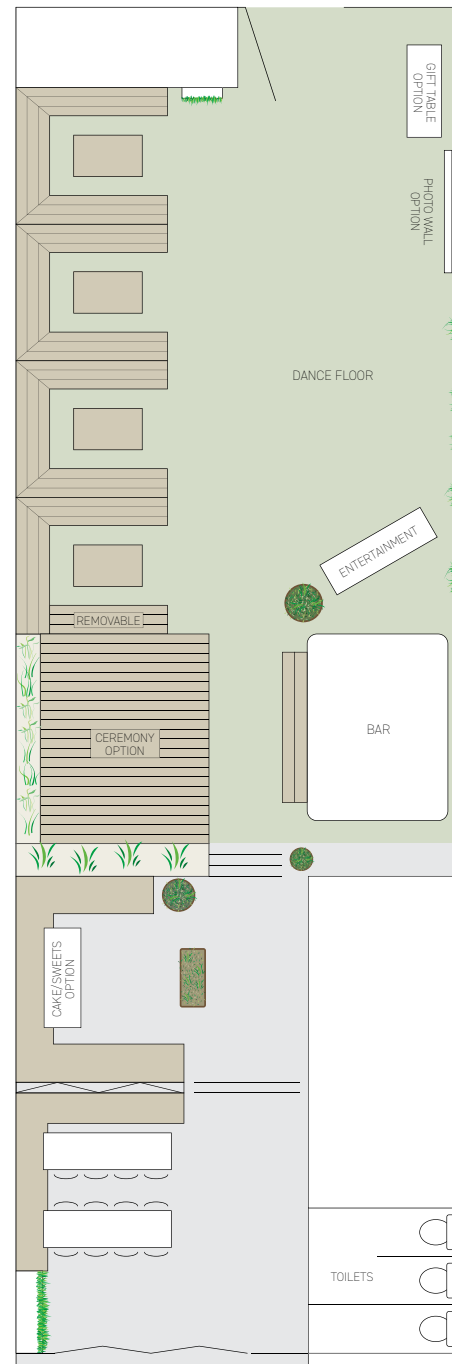 GIFT TABLE
OPTION
PHOTO WALL
OPTION
DANCE FLOOR
ENTERTAINMENT
REMOVABLE
BAR
CEREMONY
OPTION
CAKE/SWEETS
OPTION
TOILETS